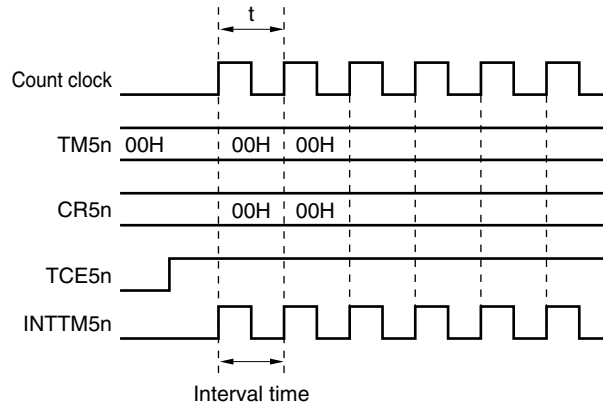 t
Count clock
TM5n 00H 00H 00H
CR5n 00H 00H
TCE5n
INTTM5n
Interval time